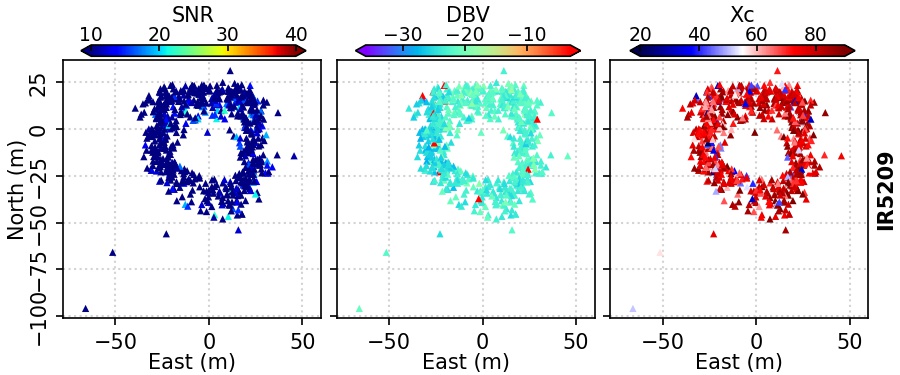 SNR DBV Xc
10 20 30 40 −30 −20 −10 20 40 60 80
25
0
−25
−50
−75
−100
North (m)
IR5209
−50 0 50 −50 0 50 −50 0 50
East (m) East (m) East (m)